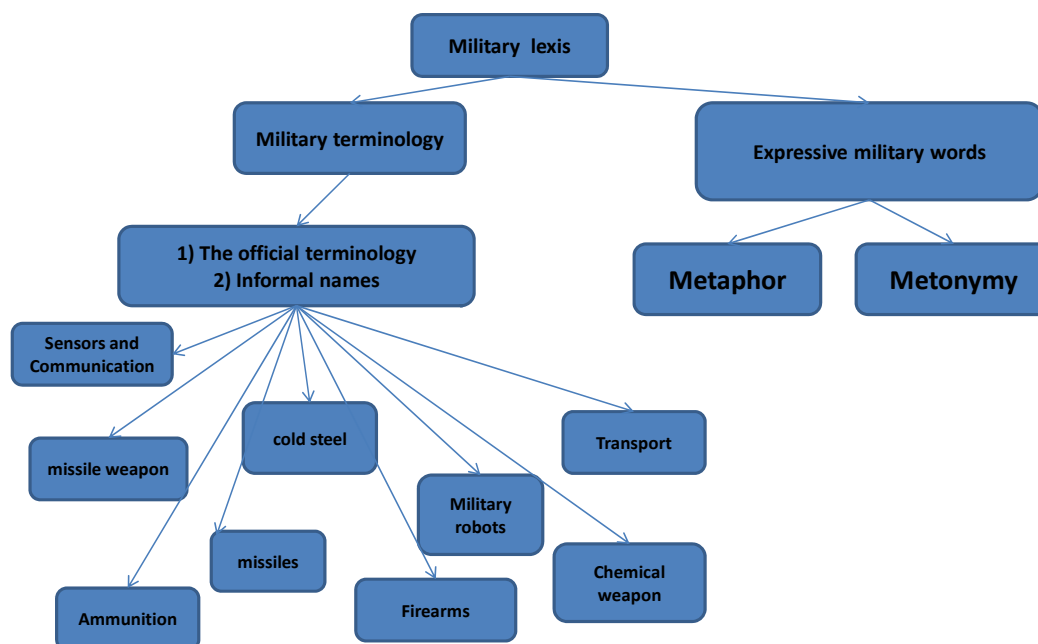 Military lexis
Military terminology
Expressive military words
1) The official terminology
2) Informal names
Metaphor
Metonymy
Sensors and
Communication
cold steel
Transport
missile weapon
Military
robots
missiles
Chemical
weapon
Ammunition
Firearms